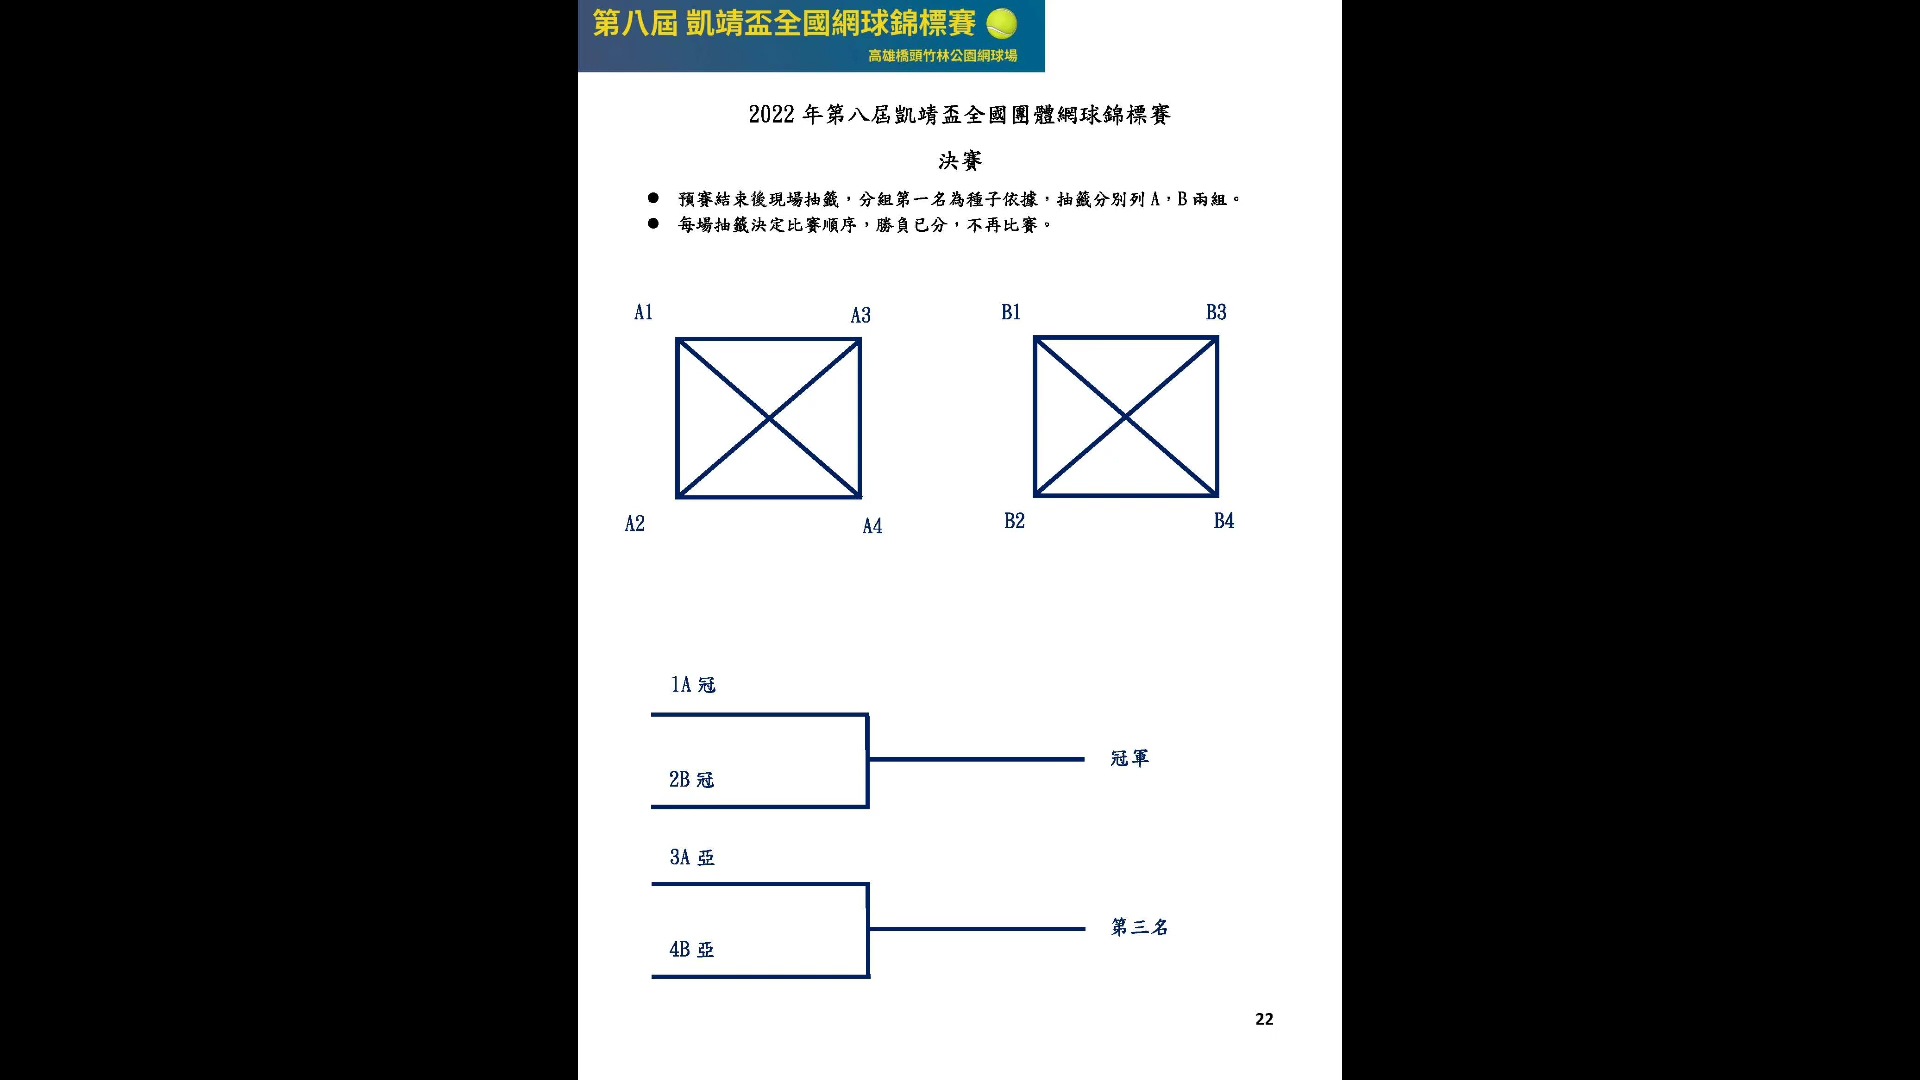 第八屆 凱靖盃全國網球錦標賽
高雄橋頭竹林公園網球場
2022 年第八屆凱靖盃全國團體網球錦標賽
決賽
● 預賽結束後現場抽籤，分組第一名為種子依據，抽籤分別列 A，B 兩組。
● 每場抽籤決定比賽順序，勝負已分，不再比賽。
A1 A3 B1 B3
A2 A4 B2 B4
1A 冠
冠軍
2B 冠
3A 亞
第三名
4B 亞
22